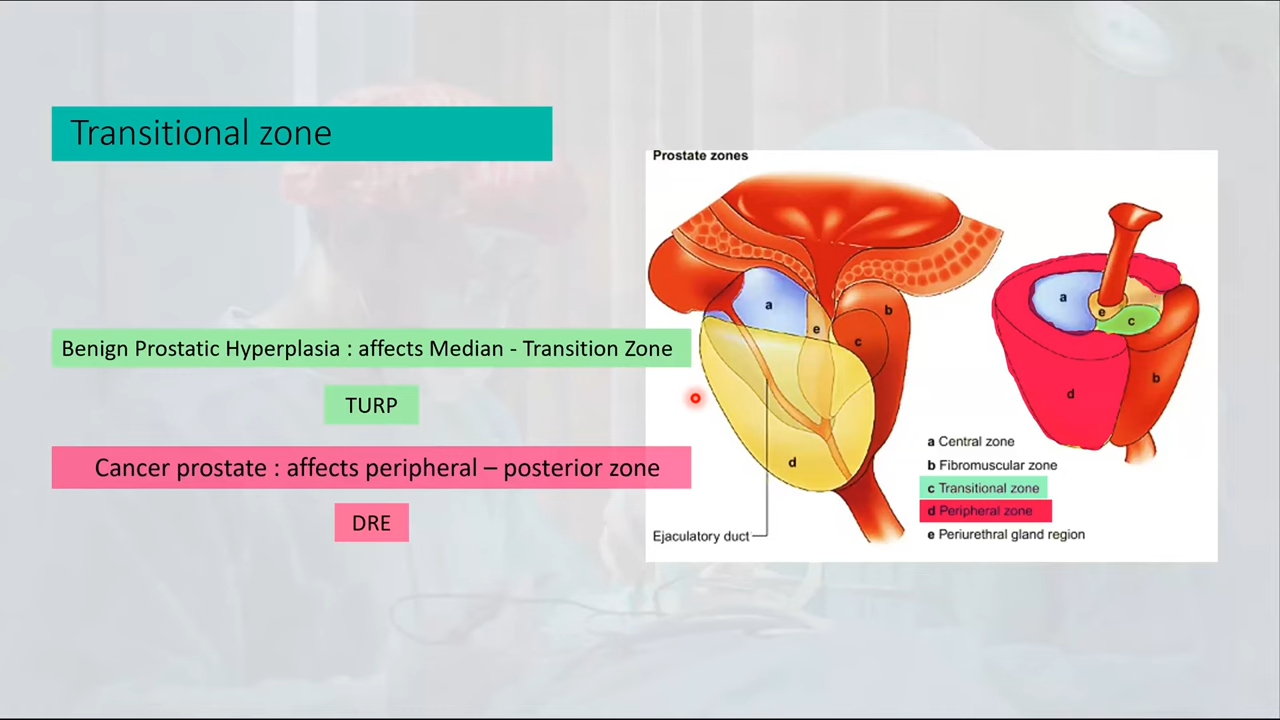 Transitional zone
Benign Prostatic Hyperplasia : affects Median - Transition Zone
TURP
Cancer prostate : affects peripheral – posterior zone
DRE
Prostate zones
a
e
b
c
d
Ejaculatory duct
a
e
c
d
b
a Central zone
b Fibromuscular zone
c Transitional zone
d Peripheral zone
e Periurethral gland region